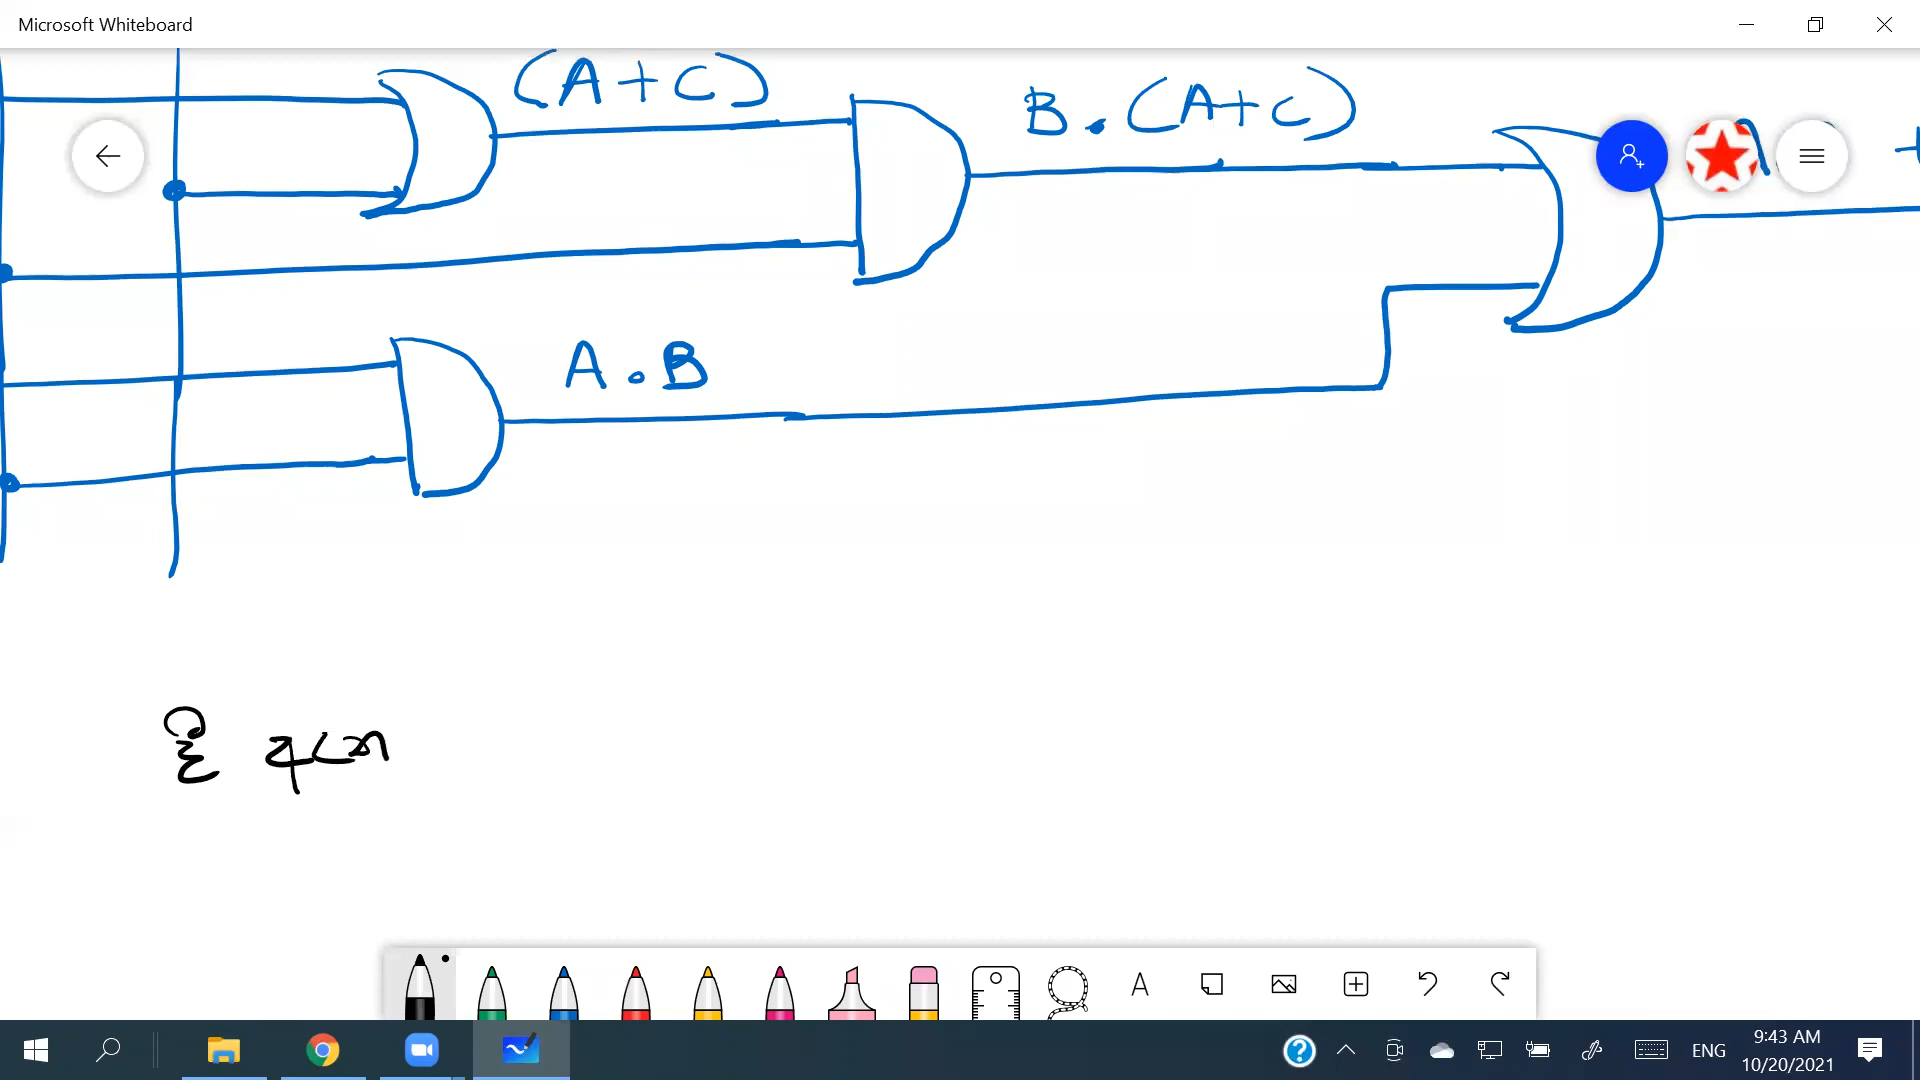 Microsoft Whiteboard
(A+C)
B.(A+C)
A.B
A
ENG
9:43 AM
10/20/2021